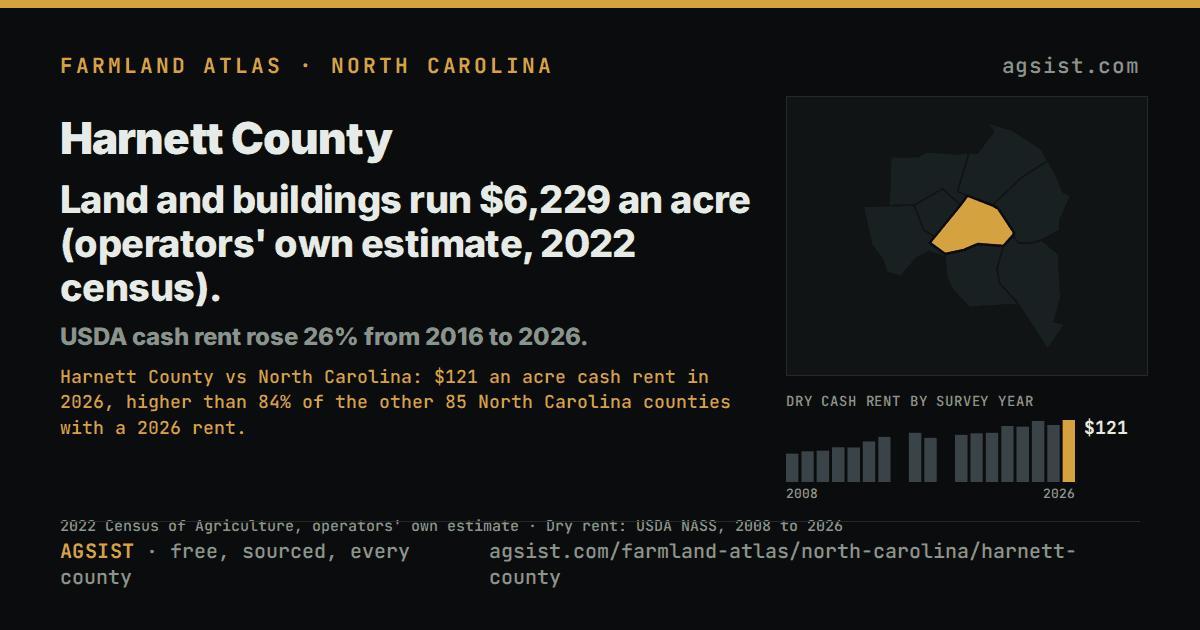 FARMLAND ATLAS · NORTH CAROLINA
agsist.com
Harnett County
Land and buildings run $6,229 an acre
(operators' own estimate, 2022
census).
USDA cash rent rose 26% from 2016 to 2026.
Harnett County vs North Carolina: $121 an acre cash rent in
2026, higher than 84% of the other 85 North Carolina counties
with a 2026 rent.
DRY CASH RENT BY SURVEY YEAR
$121
2008
2026
2022 Census of Agriculture, operators' own estimate · Dry rent: USDA NASS, 2008 to 2026
AGSIST · free, sourced, every
county
agsist.com/farmland-atlas/north-carolina/harnett-
county